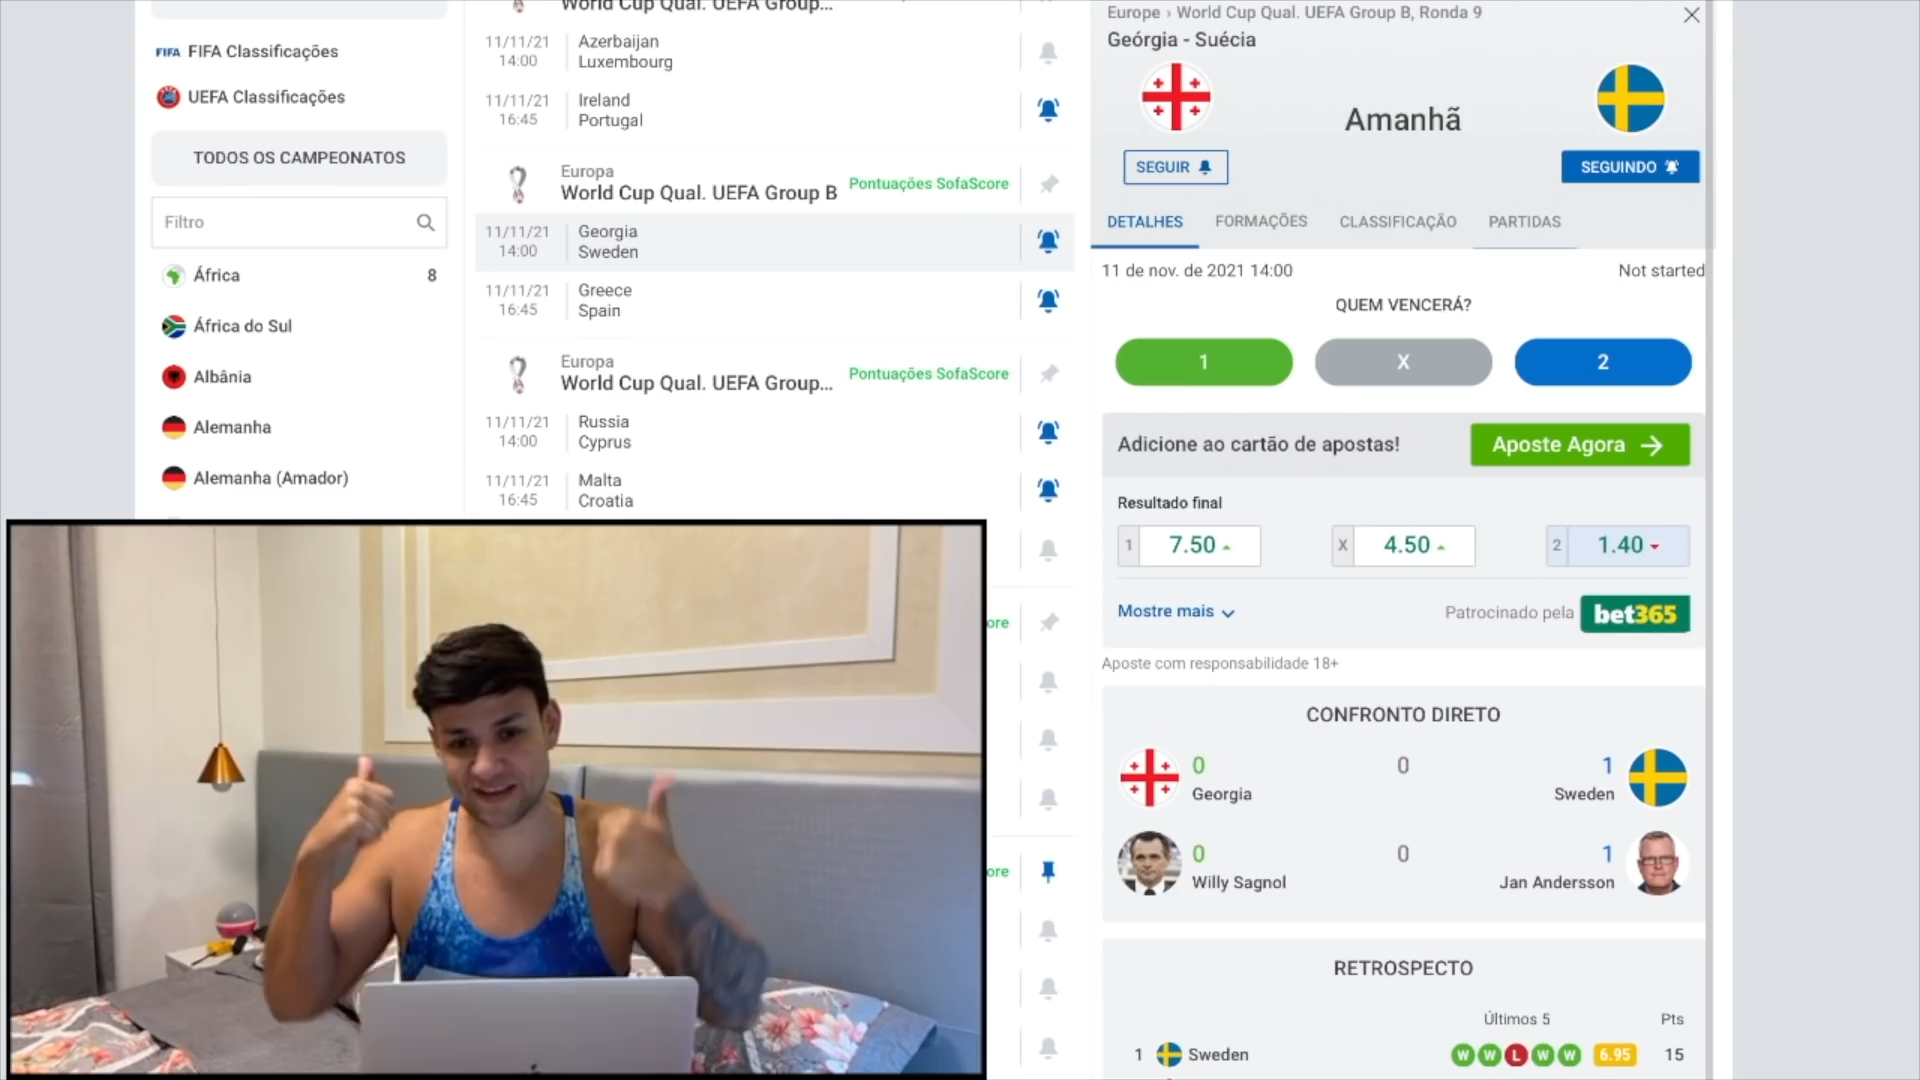 FIFA FIFA Classificações
UEFA Classificações
TODOS OS CAMPEONATOS
Filtro
África 8
África do Sul
Albânia
Alemanha
Alemanha (Amador)
World Cup Qual. UEFA Group...
11/11/21 Azerbaijan
14:00 Luxembourg
11/11/21 Ireland
16:45 Portugal
Europa
World Cup Qual. UEFA Group B Pontuações SofaScore
11/11/21 Georgia
14:00 Sweden
11/11/21 Greece
16:45 Spain
Europa
World Cup Qual. UEFA Group... Pontuações SofaScore
11/11/21 Russia
14:00 Cyprus
11/11/21 Malta
16:45 Croatia
ore
ore
Europe › World Cup Qual. UEFA Group B, Ronda 9
Geórgia - Suécia
Amanhã
SEGUIR SEGUINDO
DETALHES FORMAÇÕES CLASSIFICAÇÃO PARTIDAS
11 de nov. de 2021 14:00 Not started
QUEM VENCERÁ?
1 X 2
Adicione ao cartão de apostas! Aposte Agora
Resultado final
1 7.50 X 4.50 2 1.40
Mostre mais Patrocinado pela bet365
Aposte com responsabilidade 18+
CONFRONTO DIRETO
0 0 1
Georgia Sweden
0 0 1
Willy Sagnol Jan Andersson
RETROSPECTO
Últimos 5 Pts
1 Sweden W W L W W 6.95 15